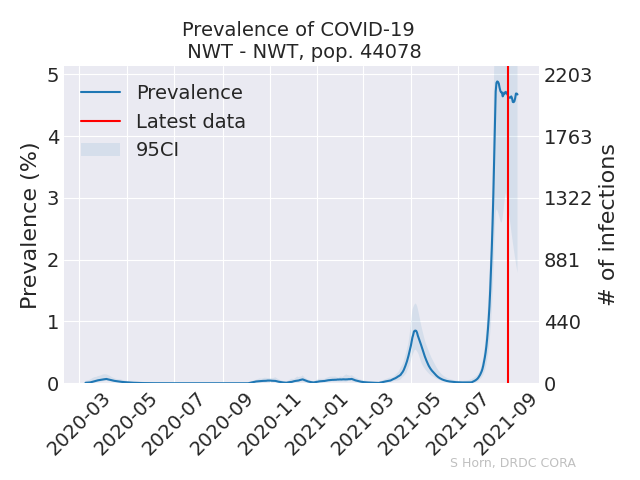 Prevalence of COVID-19
NWT - NWT, pop. 44078
Prevalence (%)
5
4
3
2
1
0
Prevalence
Latest data
95CI
2203
1763
1322
881
440
0
# of infections
2020-03
2020-05
2020-07
2020-09
2020-11
2021-01
2021-03
2021-05
2021-07
2021-09
S Horn, DRDC CORA